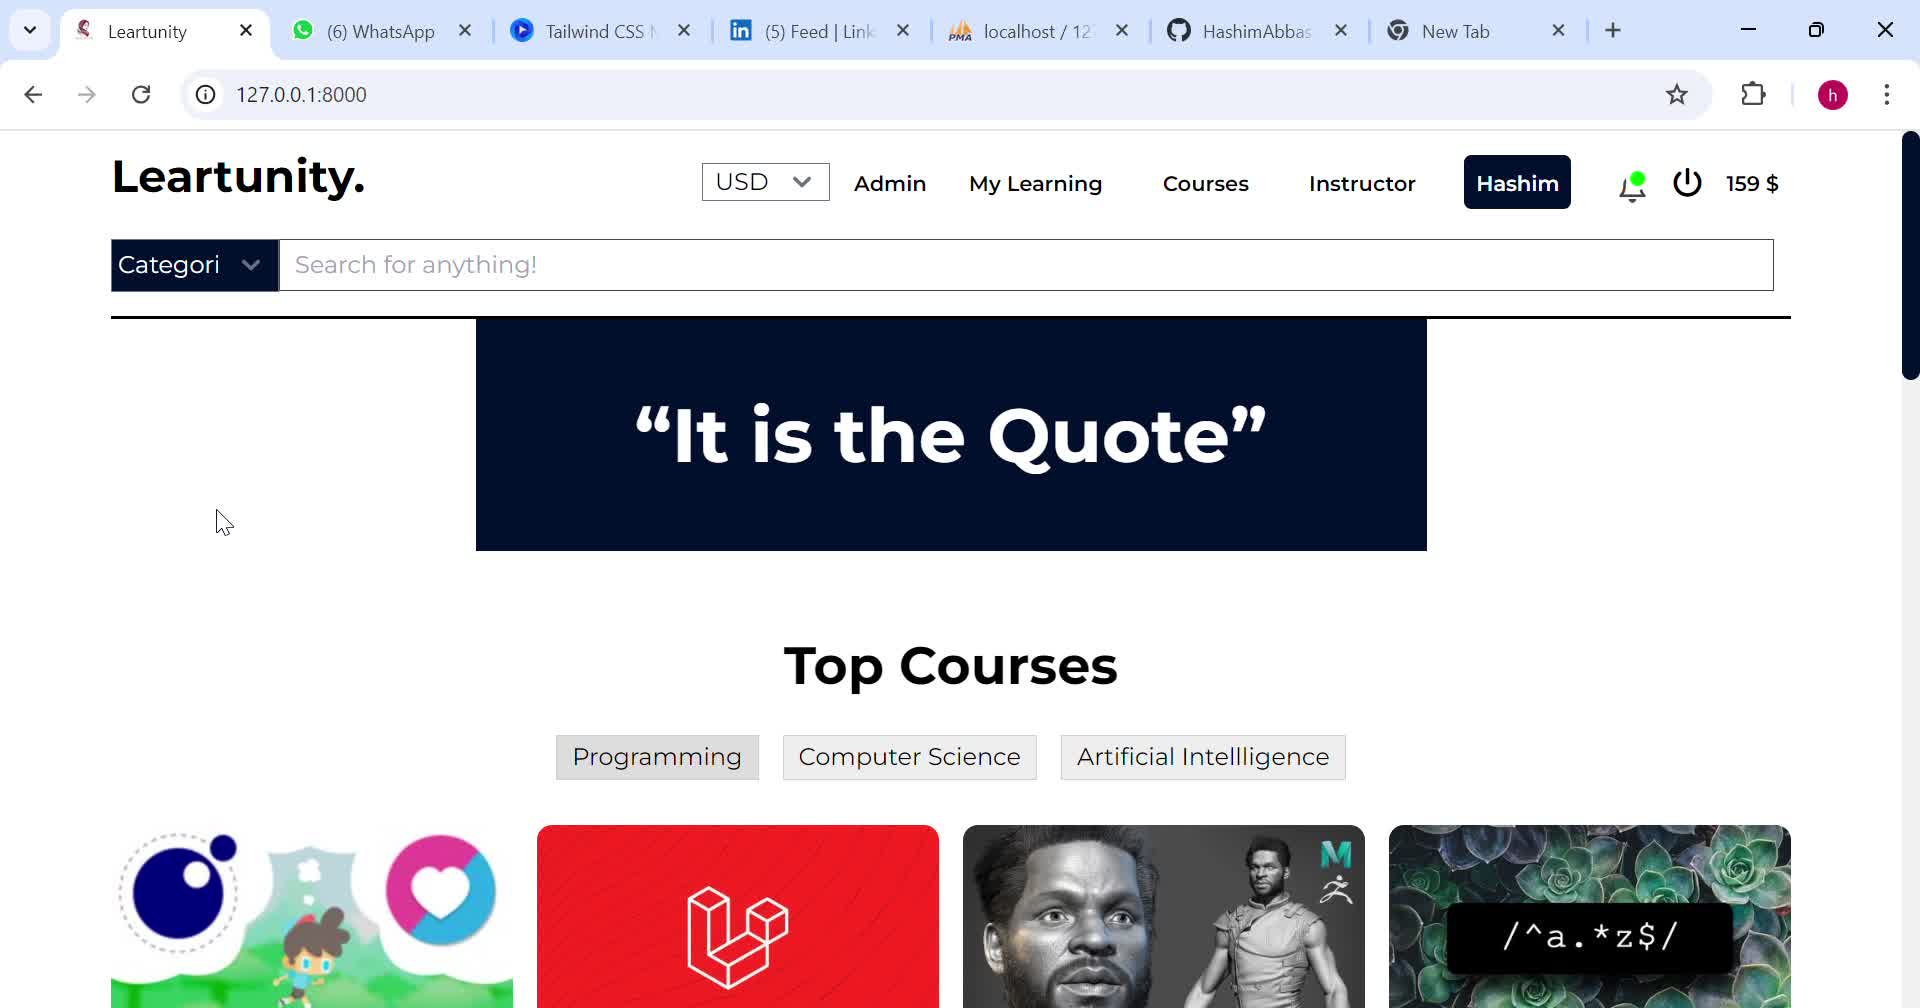 Leartunity
(6) WhatsApp
Tailwind CSS
(5) Feed | Link
localhost / 12
HashimAbbas
New Tab
127.0.0.1:8000
h
Leartunity.
USD
Admin
My Learning
Courses
Instructor
Hashim
159 $
Categori
Search for anything!
“It is the Quote”
Top Courses
Programming
Computer Science
Artificial Intellligence
M
/^a.*z$/